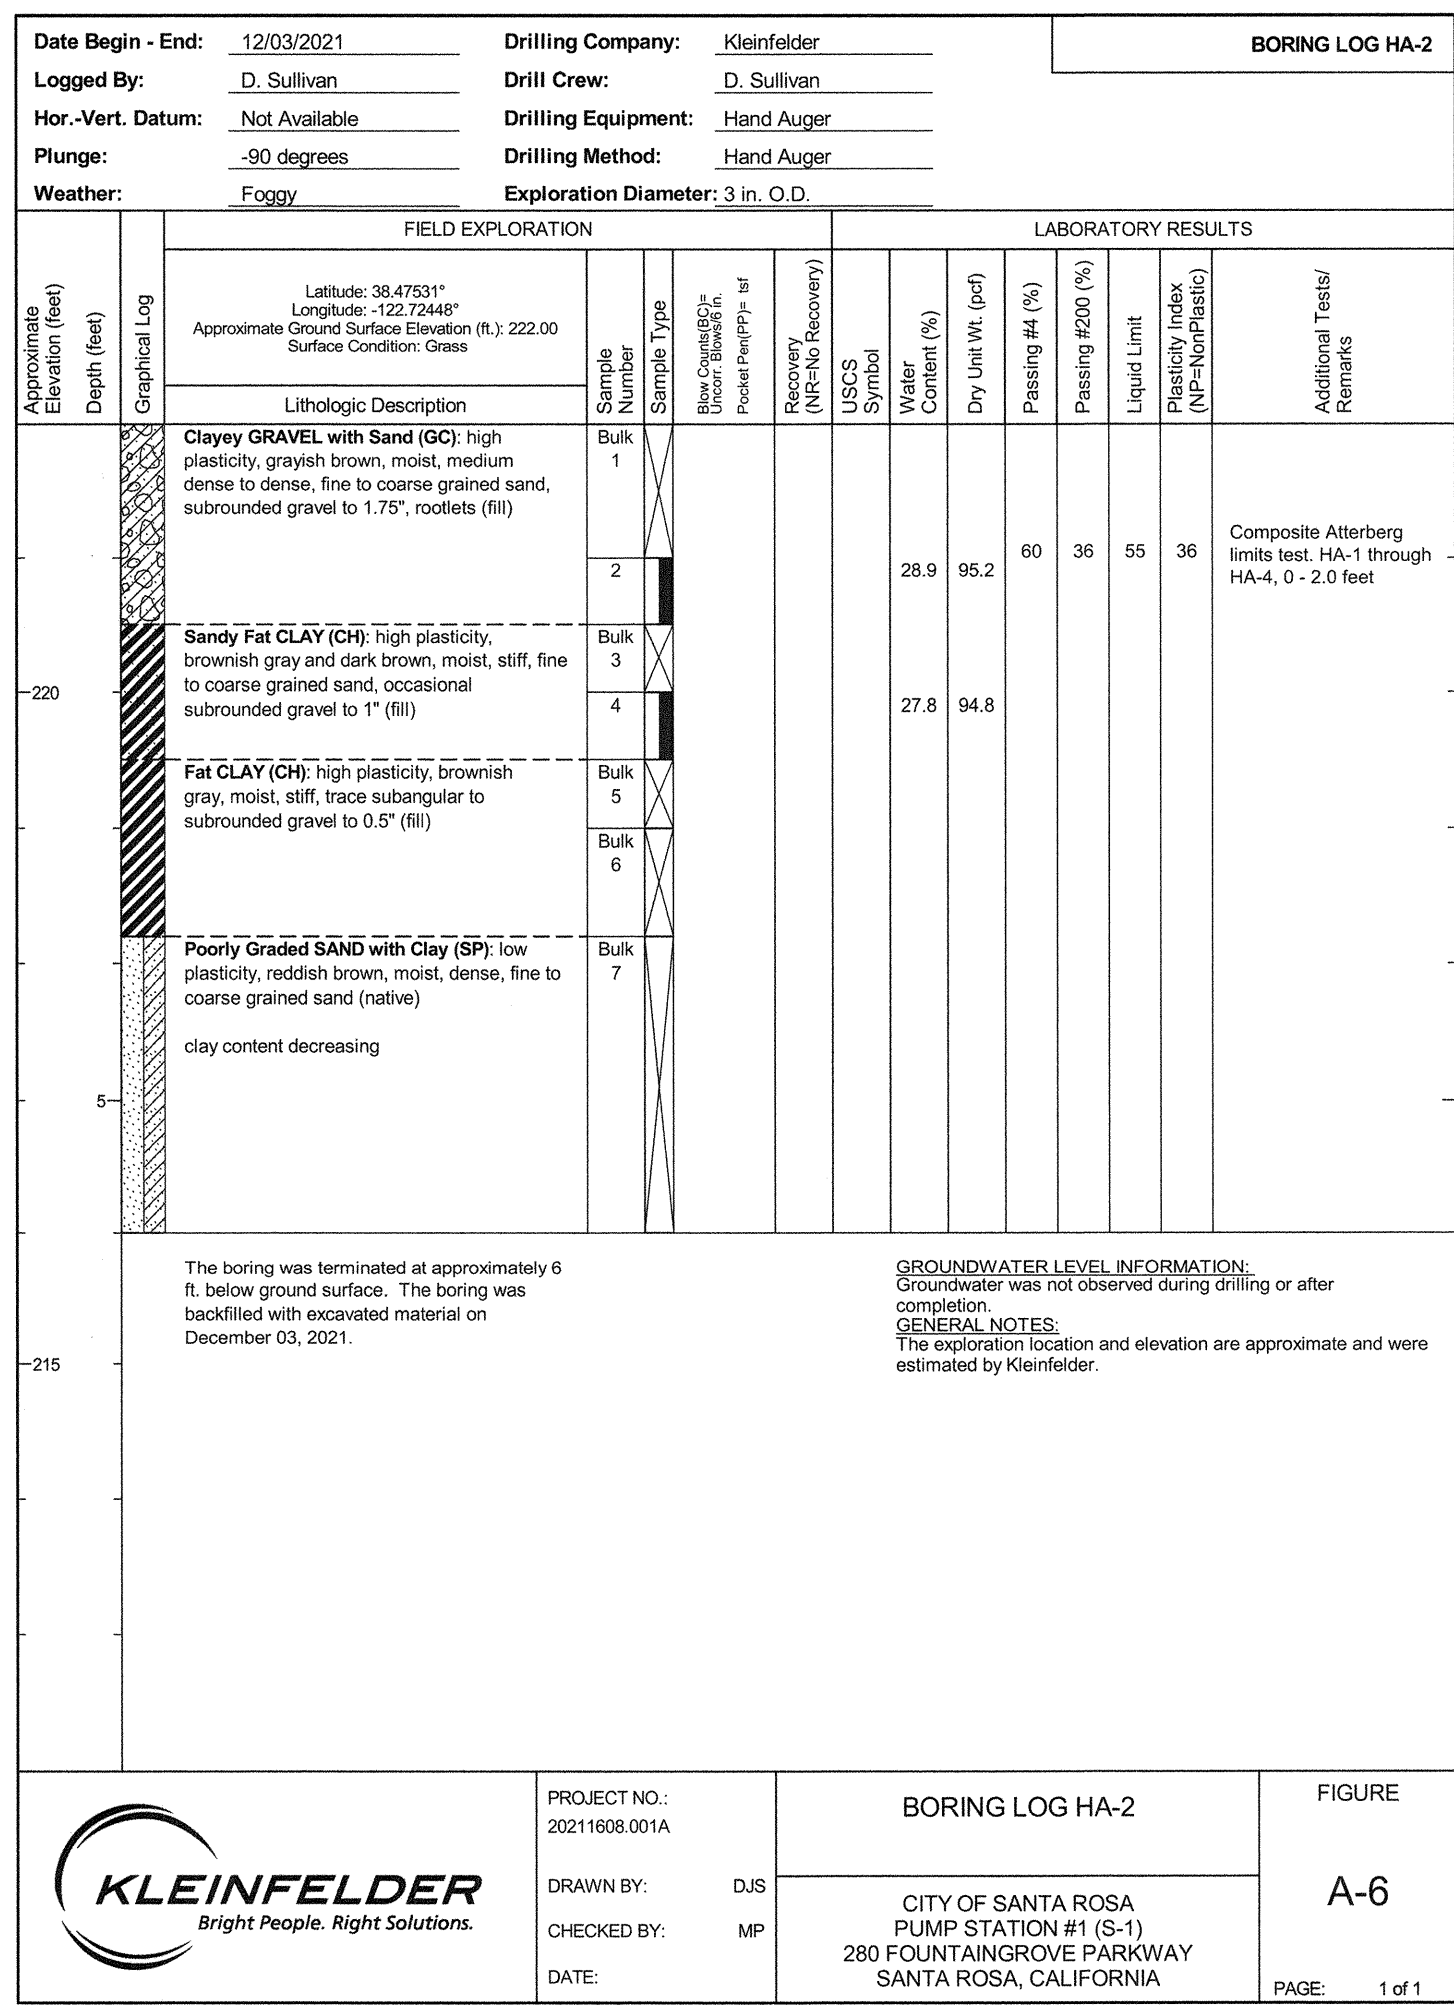 Date Begin - End: 12/03/2021 Drilling Company: Kleinfelder BORING LOG HA-2
Logged By: D. Sullivan Drill Crew: D. Sullivan
Hor.-Vert. Datum: Not Available Drilling Equipment: Hand Auger
Plunge: -90 degrees Drilling Method: Hand Auger
Weather: Foggy Exploration Diameter: 3 in. O.D.
FIELD EXPLORATION LABORATORY RESULTS
Approximate
Elevation (feet)
Depth (feet)
Graphical Log
Latitude: 38.47531°
Longitude: -122.72448°
Approximate Ground Surface Elevation (ft.): 222.00
Surface Condition: Grass
Lithologic Description
Sample
Number
Sample Type
Blow Counts(BC)=
Uncorr. Blows/6 in.
Pocket Pen(PP)= tsf
Recovery
(NR=No Recovery)
USCS
Symbol
Water
Content (%)
Dry Unit Wt. (pcf)
Passing #4 (%)
Passing #200 (%)
Liquid Limit
Plasticity Index
(NP=NonPlastic)
Additional Tests/
Remarks
Clayey GRAVEL with Sand (GC): high
plasticity, grayish brown, moist, medium
dense to dense, fine to coarse grained sand,
subrounded gravel to 1.75", rootlets (fill)
Bulk
1
2
28.9 95.2
60 36 55 36
Composite Atterberg
limits test. HA-1 through
HA-4, 0 - 2.0 feet
Sandy Fat CLAY (CH): high plasticity,
brownish gray and dark brown, moist, stiff, fine
to coarse grained sand, occasional
subrounded gravel to 1" (fill)
Bulk
3
220
4
27.8 94.8
Fat CLAY (CH): high plasticity, brownish
gray, moist, stiff, trace subangular to
subrounded gravel to 0.5" (fill)
Bulk
5
Bulk
6
Poorly Graded SAND with Clay (SP): low
plasticity, reddish brown, moist, dense, fine to
coarse grained sand (native)
Bulk
7
clay content decreasing
5
The boring was terminated at approximately 6
ft. below ground surface. The boring was
backfilled with excavated material on
December 03, 2021.
GROUNDWATER LEVEL INFORMATION:
Groundwater was not observed during drilling or after
completion.
GENERAL NOTES:
The exploration location and elevation are approximate and were
estimated by Kleinfelder.
215
KLEINFELDER
Bright People. Right Solutions.
PROJECT NO.:
20211608.001A
DRAWN BY: DJS
CHECKED BY: MP
DATE:
BORING LOG HA-2
CITY OF SANTA ROSA
PUMP STATION #1 (S-1)
280 FOUNTAINGROVE PARKWAY
SANTA ROSA, CALIFORNIA
FIGURE
A-6
PAGE: 1 of 1